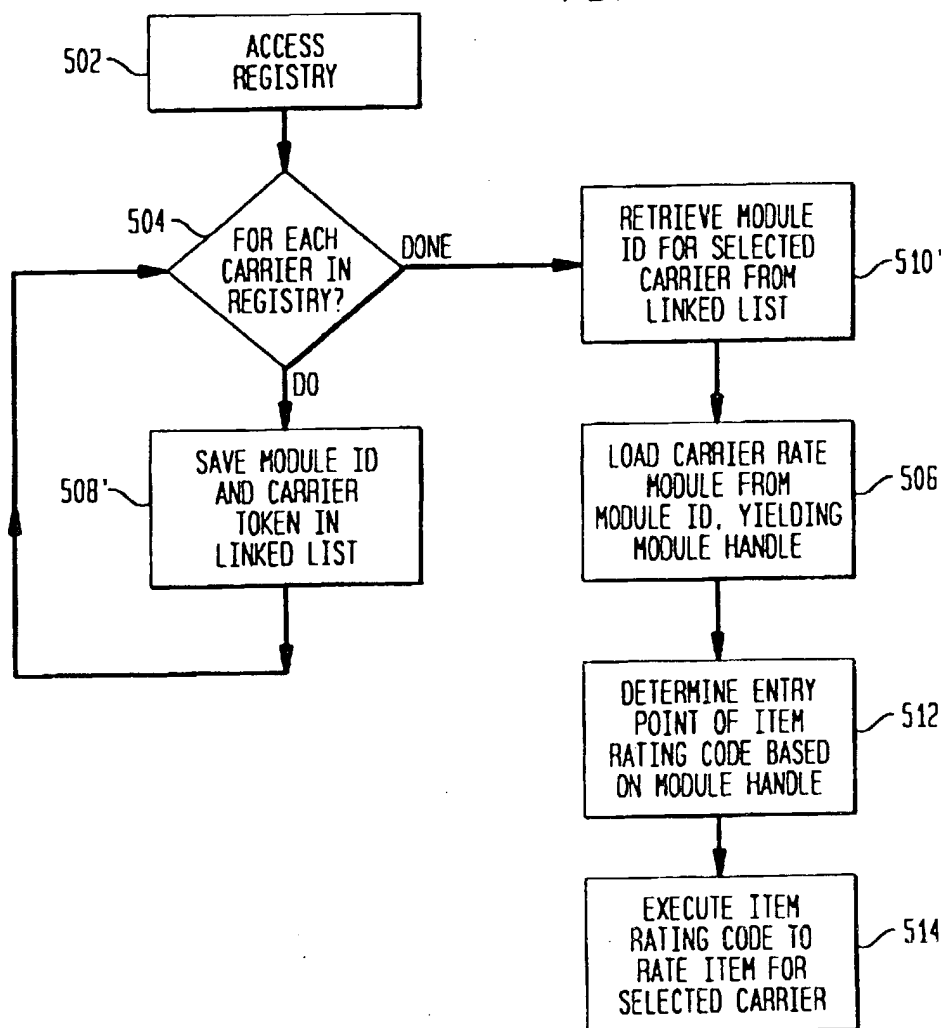 502
ACCESS
REGISTRY
504
FOR EACH
CARRIER IN
REGISTRY?
DONE
DO
508'
SAVE MODULE ID
AND CARRIER
TOKEN IN
LINKED LIST
RETRIEVE MODULE
ID FOR SELECTED
CARRIER FROM
LINKED LIST
510'
LOAD CARRIER RATE
MODULE FROM
MODULE ID, YIELDING
MODULE HANDLE
506
DETERMINE ENTRY
POINT OF ITEM
RATING CODE BASED
ON MODULE HANDLE
512
EXECUTE ITEM
RATING CODE TO
RATE ITEM FOR
SELECTED CARRIER
514